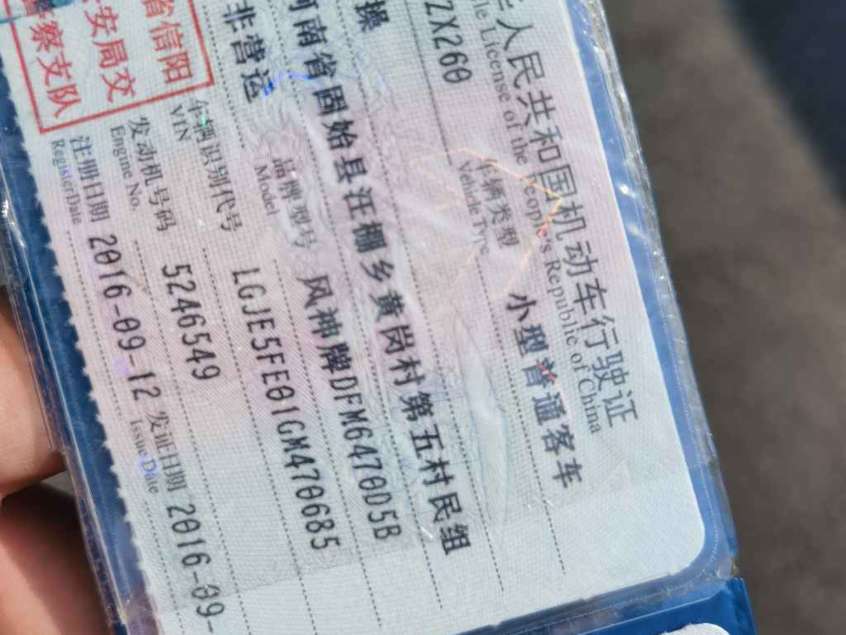 人民共和国机动车行驶证
License of the People's Republic of China
ZX260
车辆类型 小型普通客车
Vehicle Type
操
河南省固始县汪棚乡黄岗村第五村民组
非营运
品牌型号 风神牌DFM6470D5B
Model
车辆识别代号 LGJE5FE01GM470685
VIN
发动机号码 5246549
Engine No.
注册日期 2016-09-12 发证日期 2016-09-
Register Date Issue Date
省信阳
安局交
警察支队